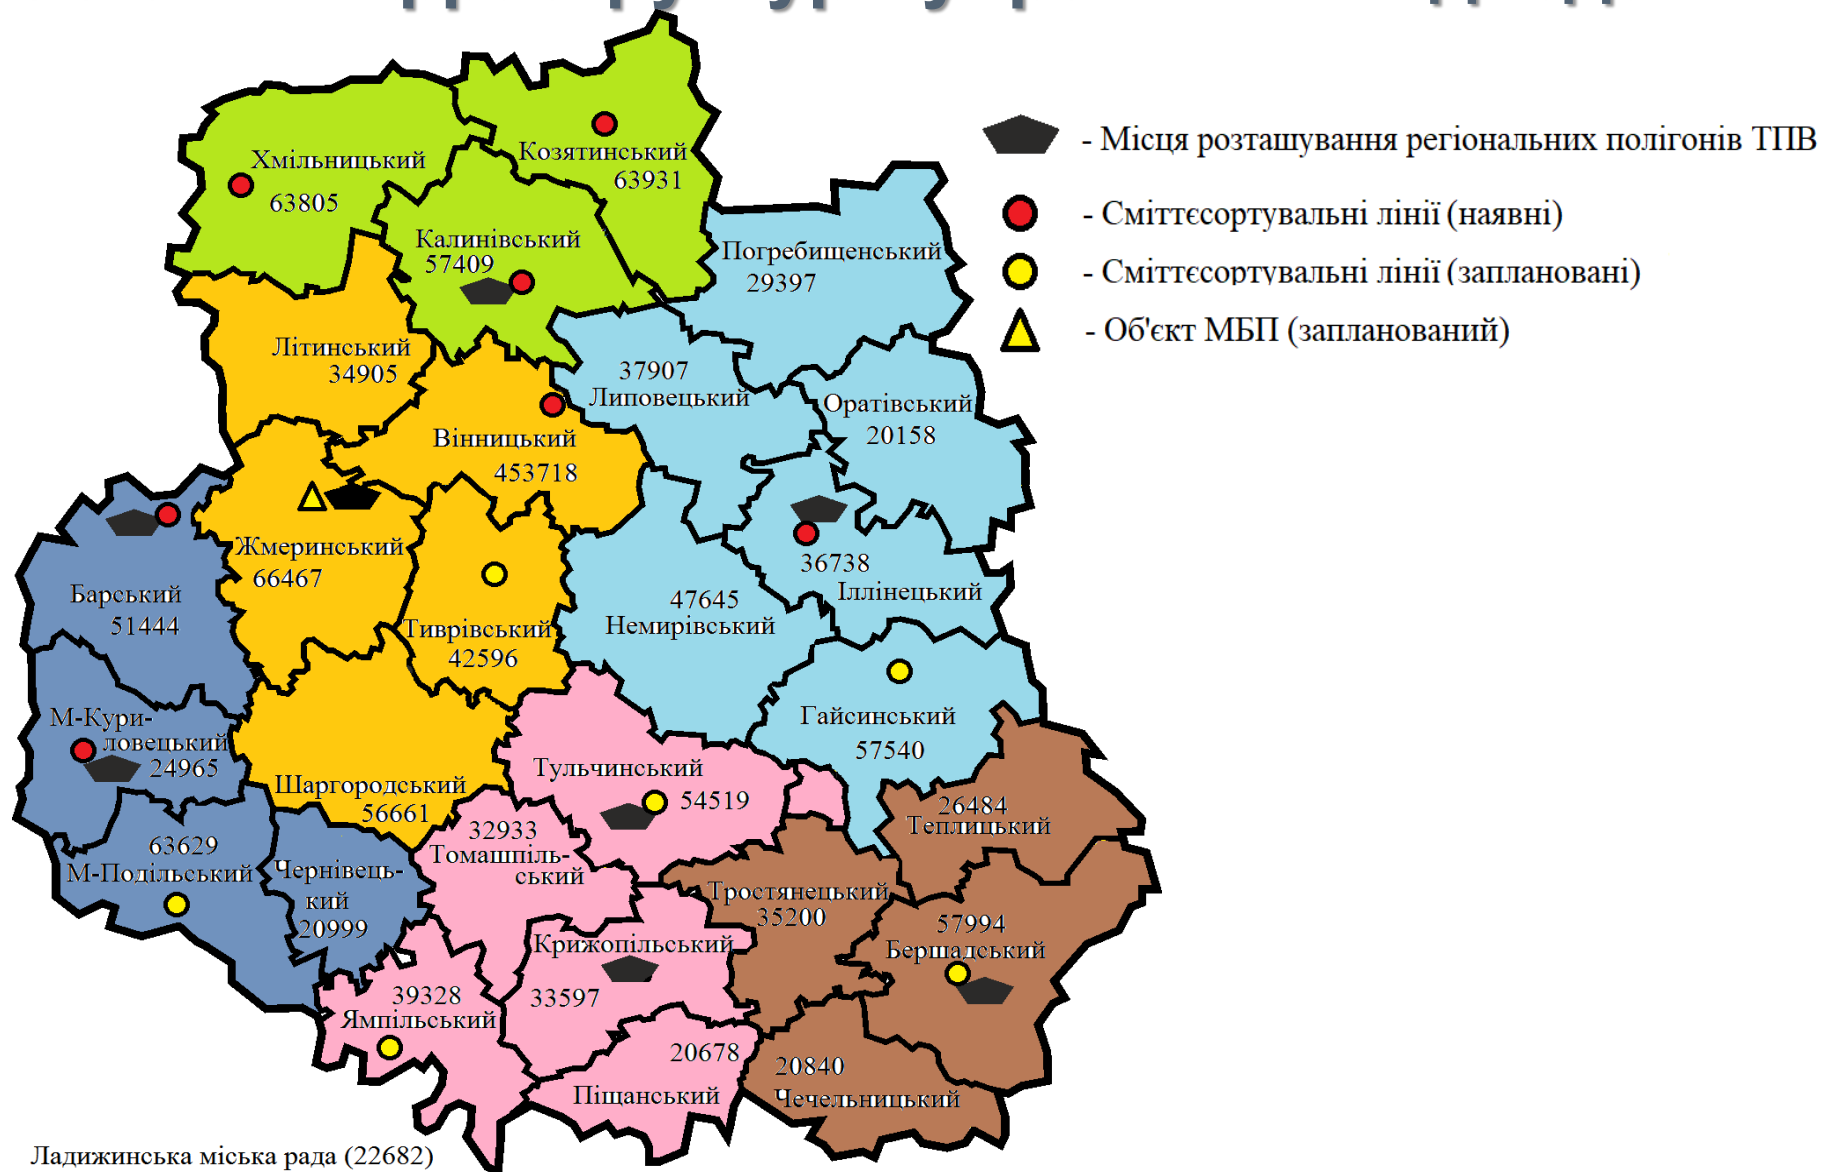 - Місця розташування регіональних полігонів ТПВ
- Сміттєсортувальні лінії (наявні)
- Сміттєсортувальні лінії (заплановані)
- Об'єкт МБП (запланований)
Хмільницький
63805
Козятинський
63931
Калинівський
57409
Погребищенський
29397
Літинський
34905
37907
Липовецький
Оратівський
20158
Вінницький
453718
Жмеринський
66467
36738
Іллінецький
Барський
51444
47645
Немирівський
Тиврівський
42596
М-Кури-
ловецький
24965
Гайсинський
57540
Шаргородський
56661
Тульчинський
54519
26484
Теплицький
32933
Томашпіль-
ський
63629
М-Подільський
Чернівець-
кий
20999
Тростянецький
35200
57994
Бершадський
Крижопільський
33597
39328
Ямпільський
20678
Піщанський
20840
Чечельницький
Ладижинська міська рада (22682)